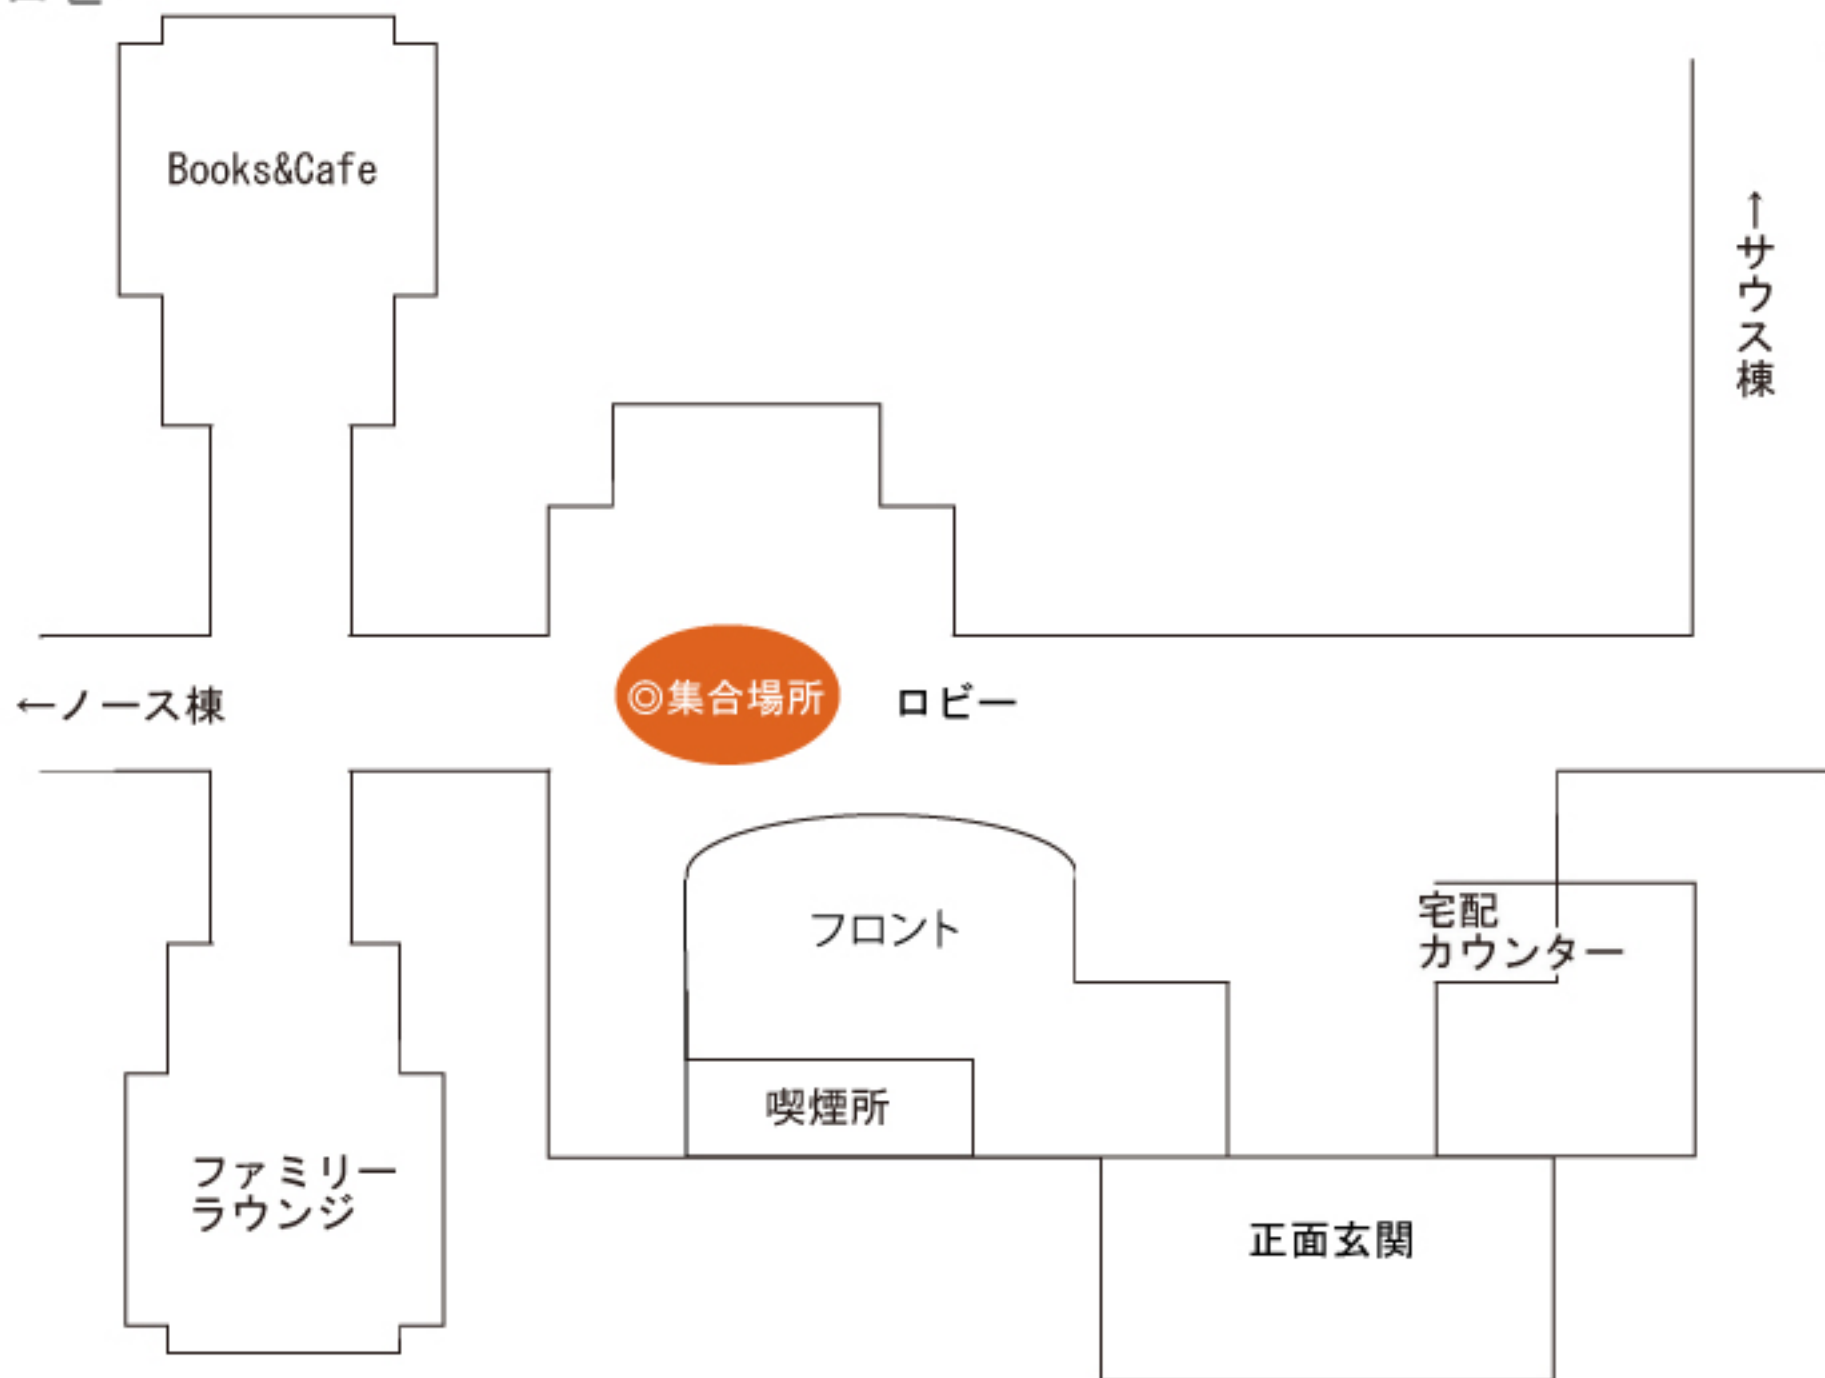 Books&Cafe
↑サウス棟
←ノース棟
◎集合場所
ロビー
フロント
宅配
カウンター
喫煙所
ファミリー
ラウンジ
正面玄関